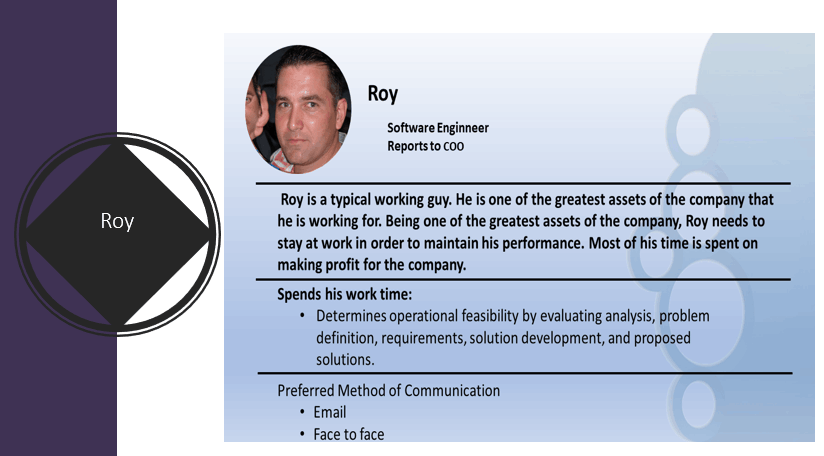 Roy
Roy
Software Enginneer
Reports to COO
Roy is a typical working guy. He is one of the greatest assets of the company that
he is working for. Being one of the greatest assets of the company, Roy needs to
stay at work in order to maintain his performance. Most of his time is spent on
making profit for the company.
Spends his work time:
• Determines operational feasibility by evaluating analysis, problem
definition, requirements, solution development, and proposed
solutions.
Preferred Method of Communication
• Email
• Face to face